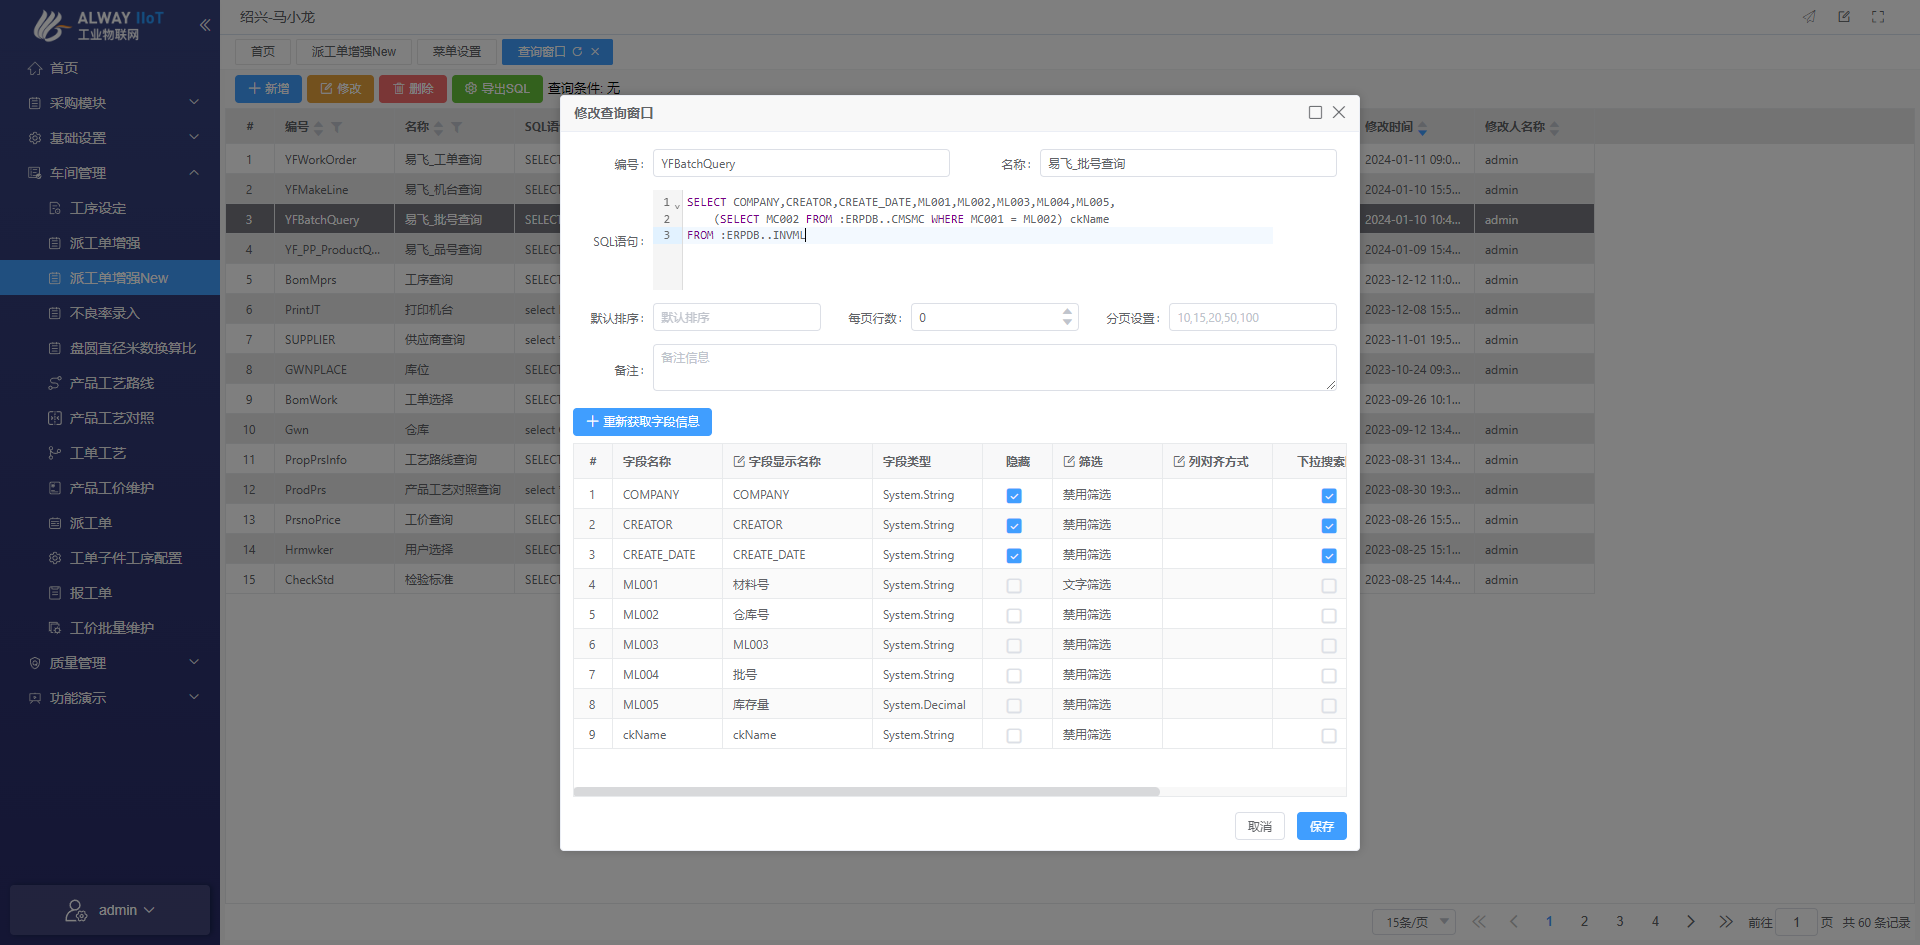 ALWAY IIoT
工业物联网
首页
采购模块
基础设置
车间管理
工序设定
派工单增强
派工单增强New
不良率录入
盘圆直径米数换算比
产品工艺路线
产品工艺对照
工单工艺
产品工价维护
派工单
工单子件工序配置
报工单
工价批量维护
质量管理
功能演示
admin
绍兴-马小龙
首页 派工单增强New 菜单设置 查询窗口
新增 修改 删除 导出SQL 查询条件: 无
# 编号 名称 SQL语 修改时间 修改人名称
1 YFWorkOrder 易飞_工单查询 SELECT 2024-01-11 09:0... admin
2 YFMakeLine 易飞_机台查询 SELECT 2024-01-10 15:5... admin
3 YFBatchQuery 易飞_批号查询 SELECT 2024-01-10 10:4... admin
4 YF_PP_ProductQ... 易飞_品号查询 SELECT 2024-01-09 15:4... admin
5 BomMprs 工序查询 SELECT 2023-12-12 11:0... admin
6 PrintJT 打印机台 select 2023-12-08 15:5... admin
7 SUPPLIER 供应商查询 select 2023-11-01 19:5... admin
8 GWNPLACE 库位 SELECT 2023-10-24 09:3... admin
9 BomWork 工单选择 SELECT 2023-09-26 10:1...
10 Gwn 仓库 select 2023-09-12 13:4... admin
11 PropPrsInfo 工艺路线查询 SELECT 2023-08-31 13:4... admin
12 ProdPrs 产品工艺对照查询 select 2023-08-30 19:3... admin
13 PrsnoPrice 工价查询 SELECT 2023-08-26 15:5... admin
14 Hrmwker 用户选择 SELECT 2023-08-25 15:1... admin
15 CheckStd 检验标准 SELECT 2023-08-25 14:4... admin
修改查询窗口
编号: YFBatchQuery 名称: 易飞_批号查询
SQL语句:
1 SELECT COMPANY,CREATOR,CREATE_DATE,ML001,ML002,ML003,ML004,ML005,
2 (SELECT MC002 FROM :ERPDB..CMSMC WHERE MC001 = ML002) ckName
3 FROM :ERPDB..INVML
默认排序: 默认排序 每页行数: 0 分页设置: 10,15,20,50,100
备注: 备注信息
重新获取字段信息
# 字段名称 字段显示名称 字段类型 隐藏 筛选 列对齐方式 下拉搜索
1 COMPANY COMPANY System.String 禁用筛选
2 CREATOR CREATOR System.String 禁用筛选
3 CREATE_DATE CREATE_DATE System.String 禁用筛选
4 ML001 材料号 System.String 文字筛选
5 ML002 仓库号 System.String 禁用筛选
6 ML003 ML003 System.String 禁用筛选
7 ML004 批号 System.String 禁用筛选
8 ML005 库存量 System.Decimal 禁用筛选
9 ckName ckName System.String 禁用筛选
取消 保存
15条/页 1 2 3 4 前往 1 页 共 60 条记录